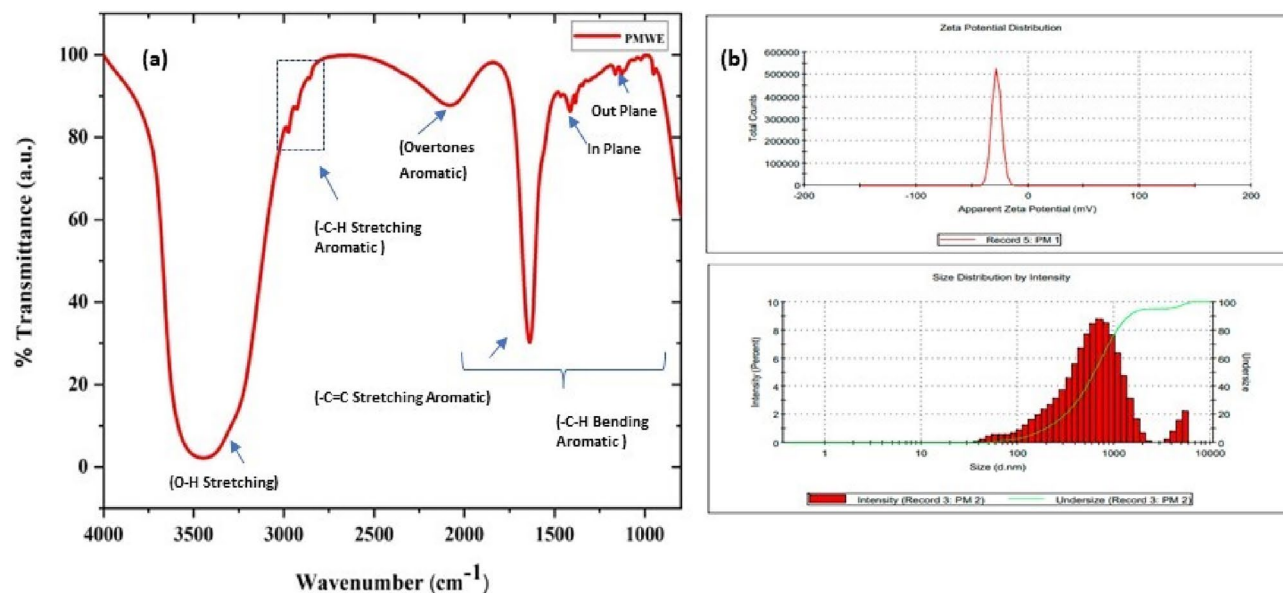 (a)
PMWE
% Transmittance (a.u.)
100
80
60
40
20
0
Out Plane
In Plane
(Overtones
Aromatic)
(-C-H Stretching
Aromatic )
(-C=C Stretching Aromatic)
(-C-H Bending
Aromatic )
(O-H Stretching)
4000
3500
3000
2500
2000
1500
1000
Wavenumber (cm-1)
(b)
Zeta Potential Distribution
Total Counts
600000
500000
400000
300000
200000
100000
0
-200
-100
0
100
200
Apparent Zeta Potential (mV)
Record 5: PM 1
Size Distribution by Intensity
Intensity (Percent)
10
8
6
4
2
0
100
80
60
40
20
0
Undersize
1
10
100
1000
10000
Size (d.nm)
Intensity (Record 3: PM 2)
Undersize (Record 3: PM 2)